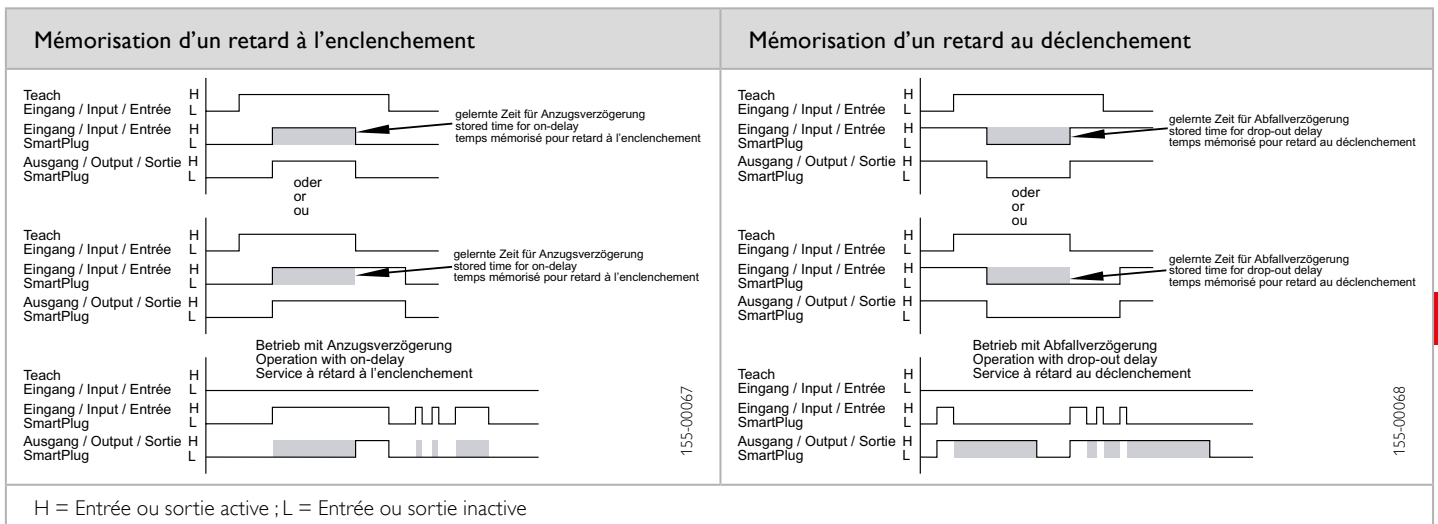 Mémorisation d'un retard à l'enclenchement
Teach H
Eingang / Input / Entrée L
Eingang / Input / Entrée H
SmartPlug L
Ausgang / Output / Sortie H
SmartPlug L
gelernte Zeit für Anzugsverzögerung
stored time for on-delay
temps mémorisé pour retard à l'enclenchement
oder
or
ou
Teach H
Eingang / Input / Entrée L
Eingang / Input / Entrée H
SmartPlug L
Ausgang / Output / Sortie H
SmartPlug L
gelernte Zeit für Anzugsverzögerung
stored time for on-delay
temps mémorisé pour retard à l'enclenchement
Betrieb mit Anzugsverzögerung
Operation with on-delay
Service à rétard à l'enclenchement
Teach H
Eingang / Input / Entrée L
Eingang / Input / Entrée H
SmartPlug L
Ausgang / Output / Sortie H
SmartPlug L
155-00067
Mémorisation d'un retard au déclenchement
Teach H
Eingang / Input / Entrée L
Eingang / Input / Entrée H
SmartPlug L
Ausgang / Output / Sortie H
SmartPlug L
gelernte Zeit für Abfallverzögerung
stored time for drop-out delay
temps mémorisé pour retard au déclenchement
oder
or
ou
Teach H
Eingang / Input / Entrée L
Eingang / Input / Entrée H
SmartPlug L
Ausgang / Output / Sortie H
SmartPlug L
gelernte Zeit für Abfallverzögerung
stored time for drop-out delay
temps mémorisé pour retard au déclenchement
Betrieb mit Abfallverzögerung
Operation with drop-out delay
Service à rétard au déclenchement
Teach H
Eingang / Input / Entrée L
Eingang / Input / Entrée H
SmartPlug L
Ausgang / Output / Sortie H
SmartPlug L
155-00068
H = Entrée ou sortie active ; L = Entrée ou sortie inactive